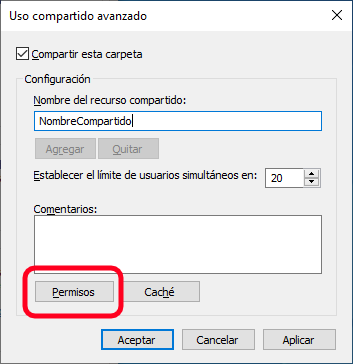 Uso compartido avanzado
Compartir esta carpeta
Configuración
Nombre del recurso compartido:
NombreCompartido
Agregar Quitar
Establecer el límite de usuarios simultáneos en: 20
Comentarios:
Permisos Caché
Aceptar Cancelar Aplicar